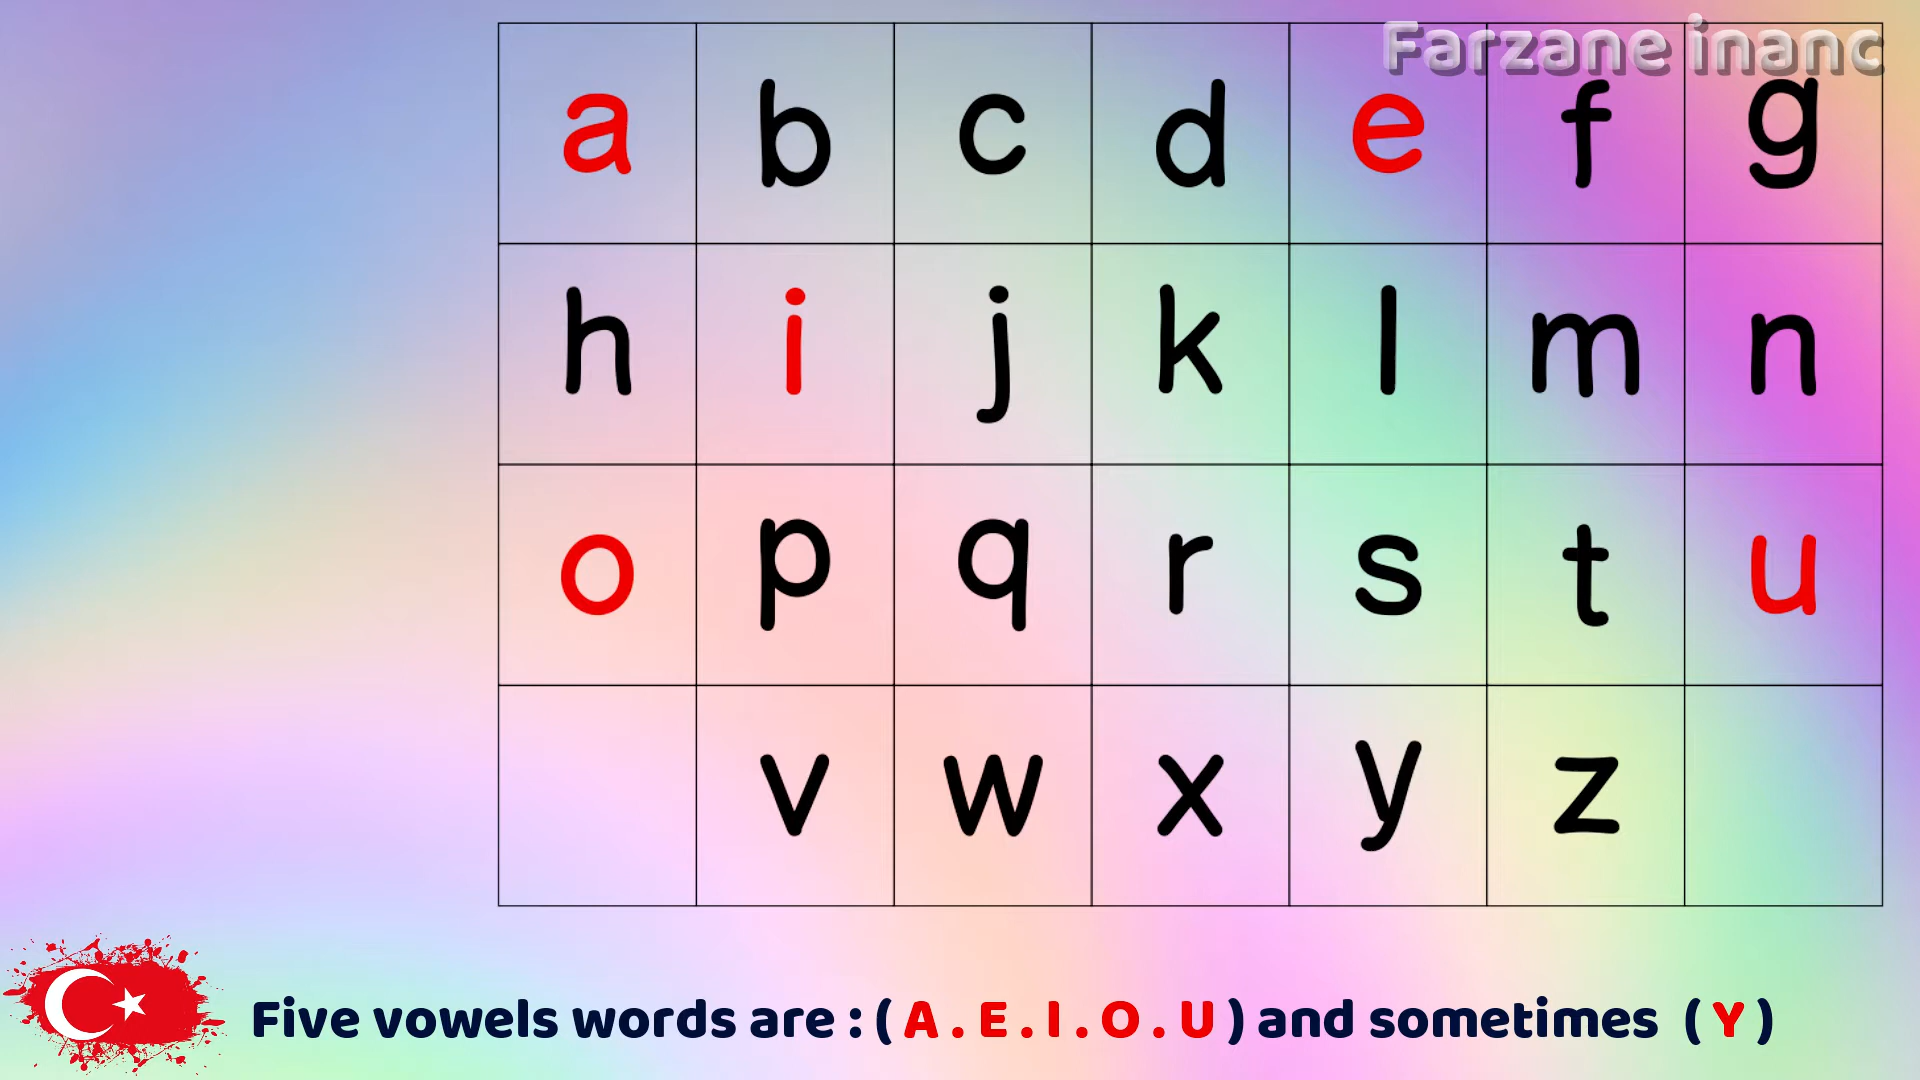 Farzane inanc
a b c d e f g
h i j k l m n
o p q r s t u
v w x y z
Five vowels words are : ( A . E . I . O . U ) and sometimes ( Y )